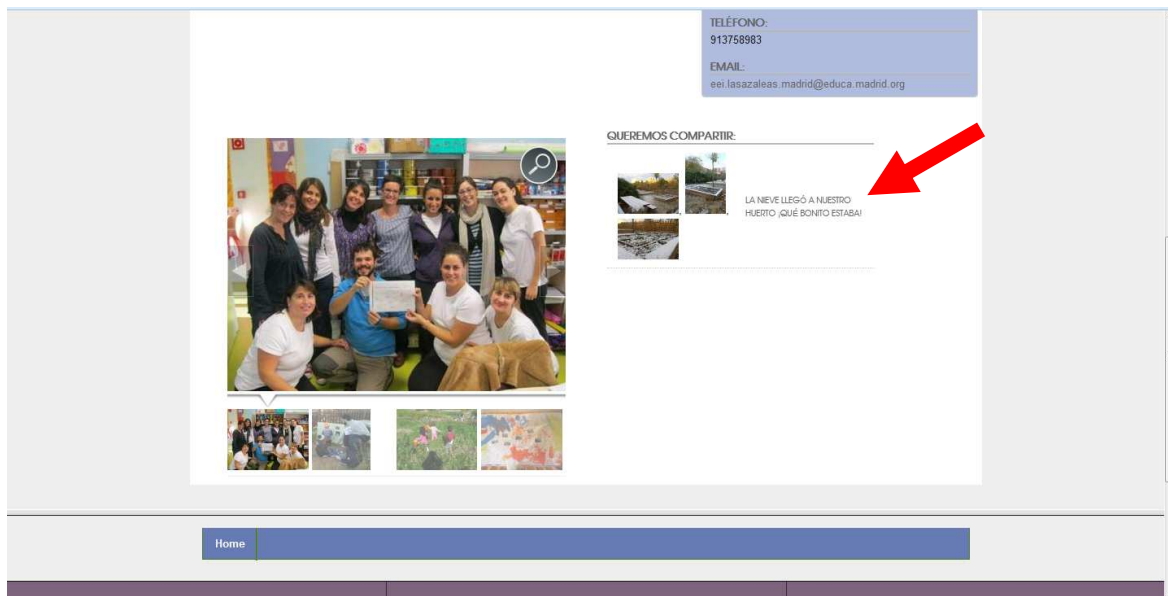 TELÉFONO:
913758983
EMAIL:
eei.lasazaleas.madrid@educa.madrid.org
QUEREMOS COMPARTIR:
LA NIEVE LLEGÓ A NUESTRO
HUERTO ¡QUÉ BONITO ESTABA!
Home